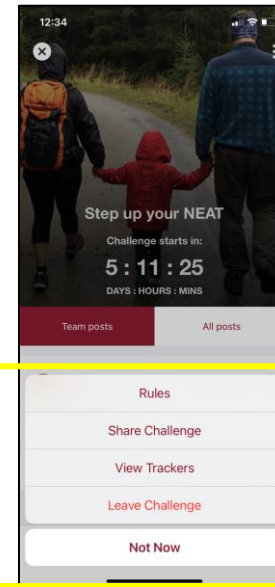 12:34
Step up your NEAT
Challenge starts in:
5 : 11 : 25
DAYS : HOURS : MINS
Team posts
All posts
Rules
Share Challenge
View Trackers
Leave Challenge
Not Now